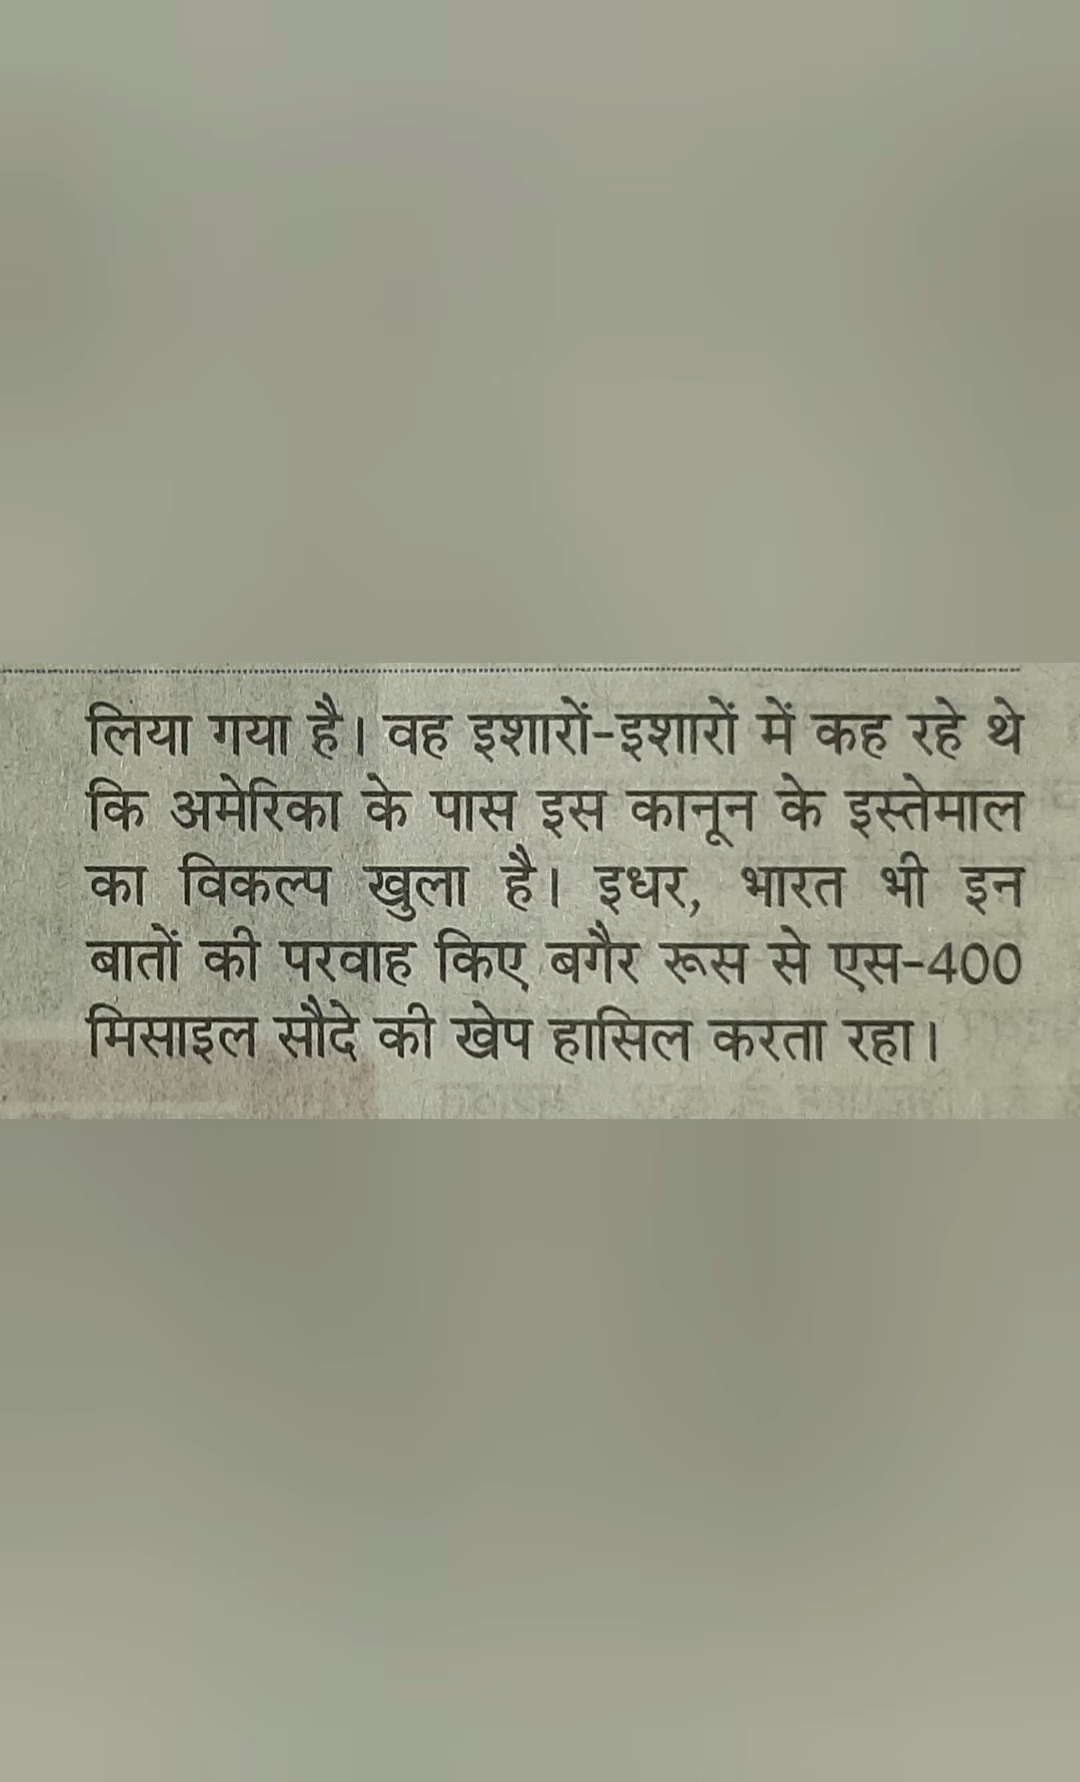 लिया गया है। वह इशारों-इशारों में कह रहे थे
कि अमेरिका के पास इस कानून के इस्तेमाल
का विकल्प खुला है। इधर, भारत भी इन
बातों की परवाह किए बगैर रूस से एस-400
मिसाइल सौदे की खेप हासिल करता रहा।